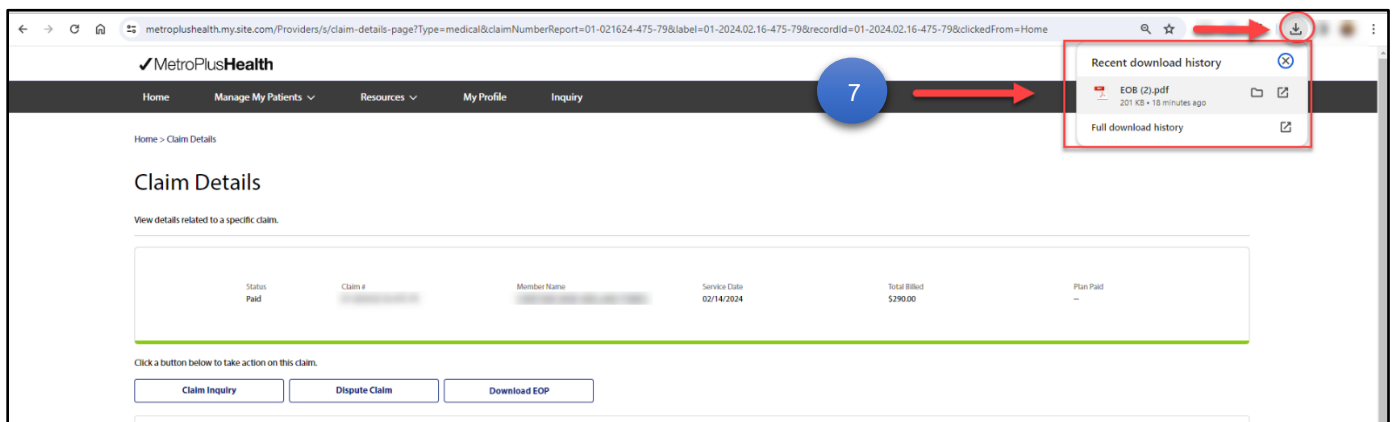 metroplushealth.my.site.com/Providers/s/claim-details-page?Type=medical&claimNumberReport=01-021624-475-79&label=01-2024.02.16-475-79&recordId=01-2024.02.16-475-79&clickedFrom=Home
MetroPlusHealth
Recent download history
EOB (2).pdf
201 KB • 18 minutes ago
Full download history
7
Home Manage My Patients Resources My Profile Inquiry
Home > Claim Details
Claim Details
View details related to a specific claim.
Status Claim # Member Name Service Date Total Billed Plan Paid
Paid 02/14/2024 $290.00 --
Click a button below to take action on this claim.
Claim Inquiry Dispute Claim Download EOP